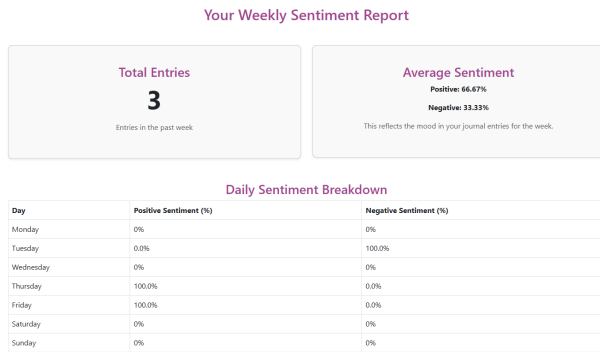 Your Weekly Sentiment Report
Total Entries
3
Entries in the past week
Average Sentiment
Positive: 66.67%
Negative: 33.33%
This reflects the mood in your journal entries for the week.
Daily Sentiment Breakdown
Day Positive Sentiment (%) Negative Sentiment (%)
Monday 0% 0%
Tuesday 0.0% 100.0%
Wednesday 0% 0%
Thursday 100.0% 0.0%
Friday 100.0% 0.0%
Saturday 0% 0%
Sunday 0% 0%